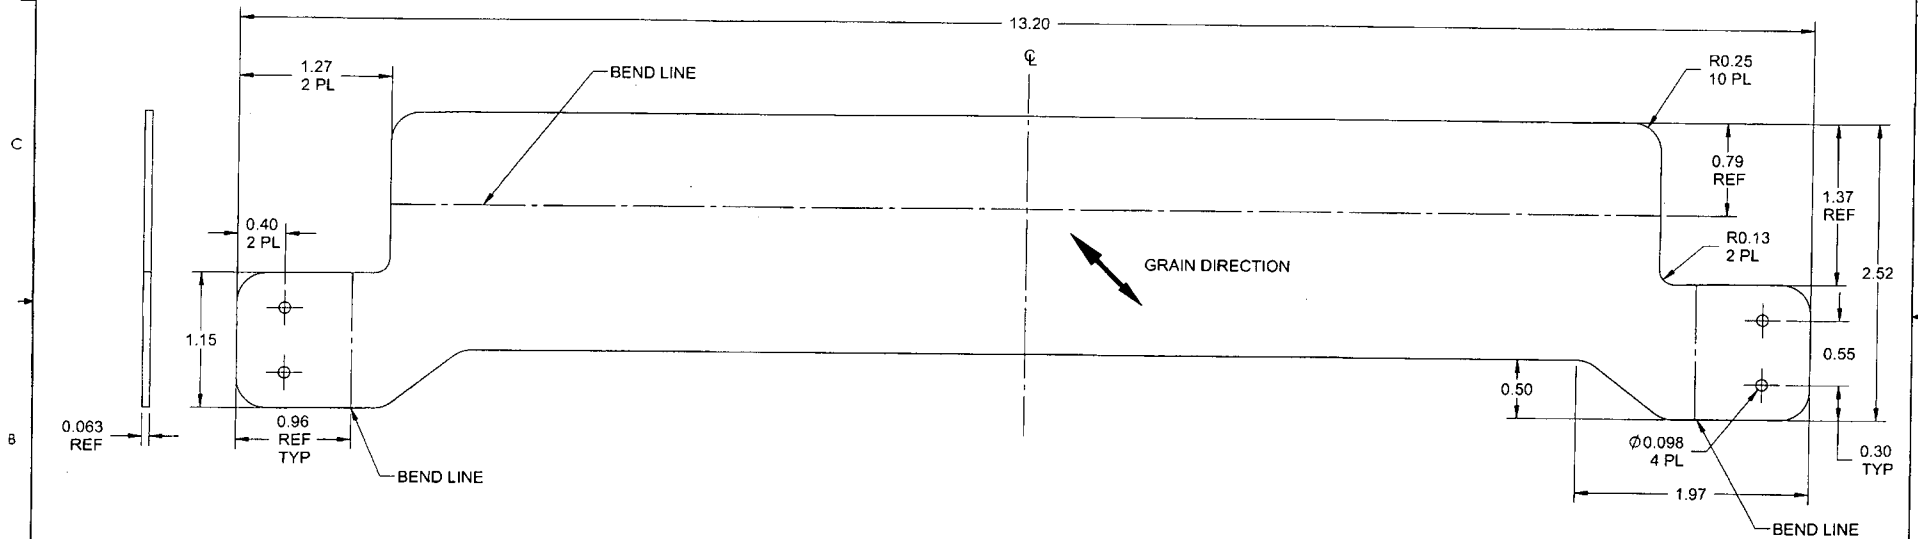 13.20
℄
1.27
2 PL
BEND LINE
R0.25
10 PL
C
0.79
REF
1.37
REF
0.40
2 PL
R0.13
2 PL
GRAIN DIRECTION
2.52
1.15
0.55
0.50
0.063
REF
0.96
REF
TYP
B
Ø0.098
4 PL
0.30
TYP
BEND LINE
1.97
BEND LINE